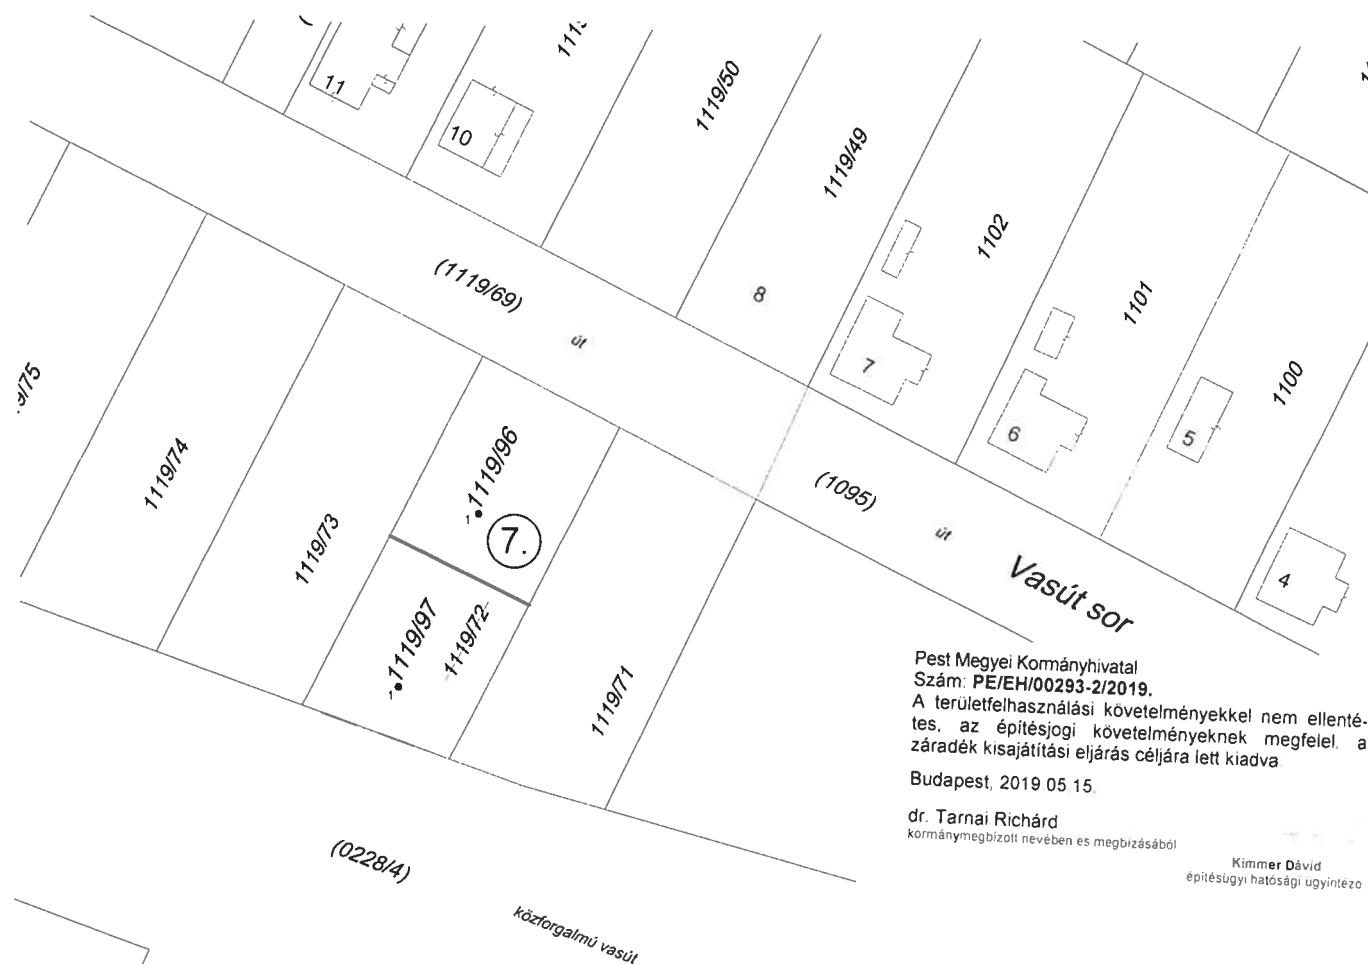 11
10
1119/50
1119/49
1102
1101
1100
(1119/69)
út
8
7
6
5
4
1119/74
1119/73
1119/96
7.
1119/97
1119/72
1119/71
(1095)
út
Vasút sor
Pest Megyei Kormányhivatal
Szám: PE/EH/00293-2/2019.
A területfelhasználási követelményekkel nem ellenté-
tes, az építésjogi követelményeknek megfelel, a
záradék kisajátítási eljárás céljára lett kiadva
Budapest, 2019 05 15.
dr. Tarnai Richárd
kormánymegbízott nevében es megbízásából
Kimmer Dávid
építésügyi hatósági ügyintéző
(0228/4)
közforgalmú vasút